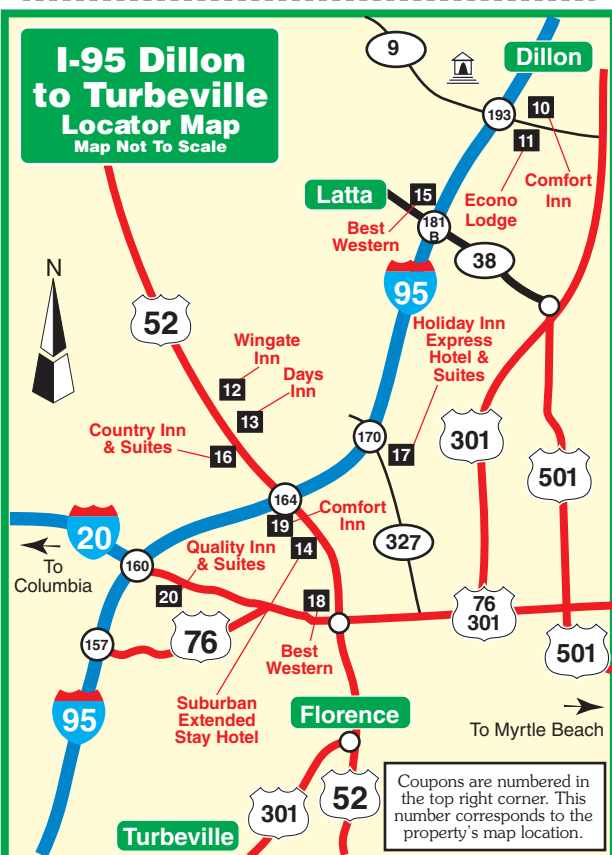 I-95 Dillon
to Turbeville
Locator Map
Map Not To Scale
9
Dillon
193
10
11
Comfort
Inn
Econo
Lodge
Latta
15
Best
Western
181
B
38
N
95
52
Wingate
Inn
12
Days
Inn
13
Holiday Inn
Express
Hotel &
Suites
Country Inn
& Suites
16
170
17
301
501
164
19
Comfort
Inn
14
327
20
To
Columbia
160
Quality Inn
& Suites
20
18
76
301
157
76
Best
Western
501
Suburban
Extended
Stay Hotel
95
Florence
To Myrtle Beach
301
52
Turbeville
Coupons are numbered in
the top right corner. This
number corresponds to the
property's map location.